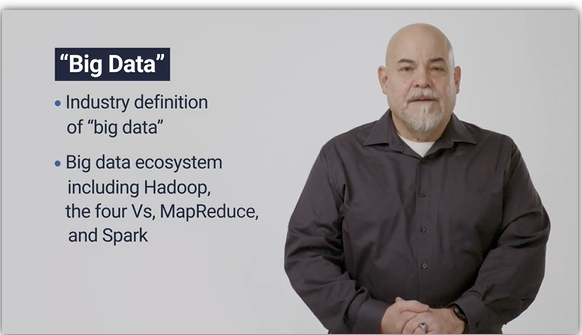 “Big Data”
• Industry definition
of “big data”
• Big data ecosystem
including Hadoop,
the four Vs, MapReduce,
and Spark